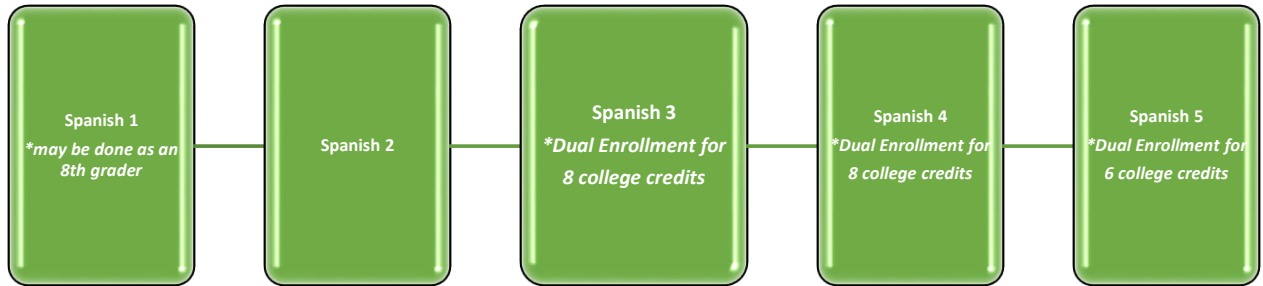 Spanish 1
*may be done as an
8th grader
Spanish 2
Spanish 3
*Dual Enrollment for
8 college credits
Spanish 4
*Dual Enrollment for
8 college credits
Spanish 5
*Dual Enrollment for
6 college credits